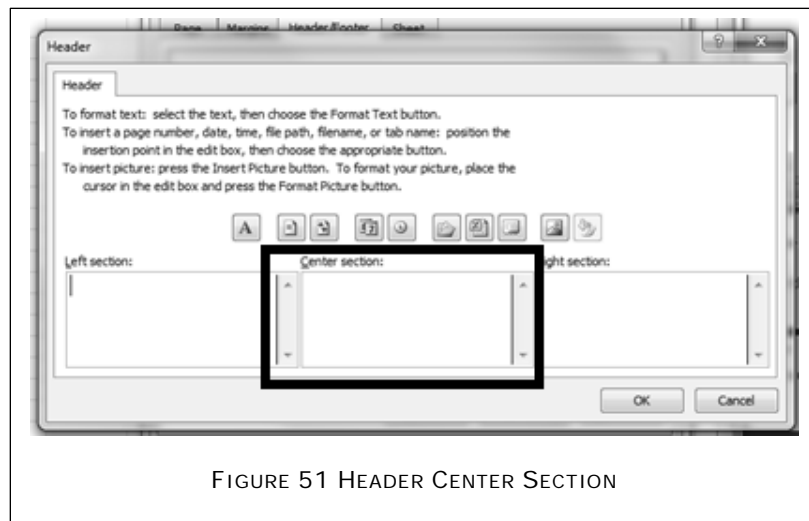 Page Margins Header/Footer Sheet
Header
Header
To format text: select the text, then choose the Format Text button.
To insert a page number, date, time, file path, filename, or tab name: position the
insertion point in the edit box, then choose the appropriate button.
To insert picture: press the Insert Picture button. To format your picture, place the
cursor in the edit box and press the Format Picture button.
A
Left section: Center section: ight section:
OK Cancel
FIGURE 51 HEADER CENTER SECTION